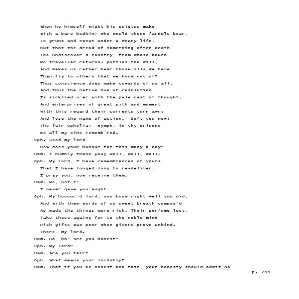 When he himself might his quietus make
With a bare bodkin? who would these fardels bear,
To grunt and sweat under a weary life,
But that the dread of something after death-
The undiscover'd country, from whose bourn
No traveller returns- puzzles the will,
And makes us rather bear those ills we have
Than fly to others that we know not of?
Thus conscience does make cowards of us all,
And thus the native hue of resolution
Is sicklied o'er with the pale cast of thought,
And enterprises of great pith and moment
With this regard their currents turn awry
And lose the name of action.- Soft you now!
The fair Ophelia!- Nymph, in thy orisons
Be all my sins rememb'red.
Oph. Good my lord,
How does your honour for this many a day?
Ham. I humbly thank you; well, well, well.
Oph. My lord, I have remembrances of yours
That I have longed long to re-deliver.
I pray you, now receive them.
Ham. No, not I!
I never gave you aught.
Oph. My honour'd lord, you know right well you did,
And with them words of so sweet breath compos'd
As made the things more rich. Their perfume lost,
Take these again; for to the noble mind
Rich gifts wax poor when givers prove unkind.
There, my lord.
Ham. Ha, ha! Are you honest?
Oph. My lord?
Ham. Are you fair?
Oph. What means your lordship?
Ham. That if you be honest and fair, your honesty should admit no